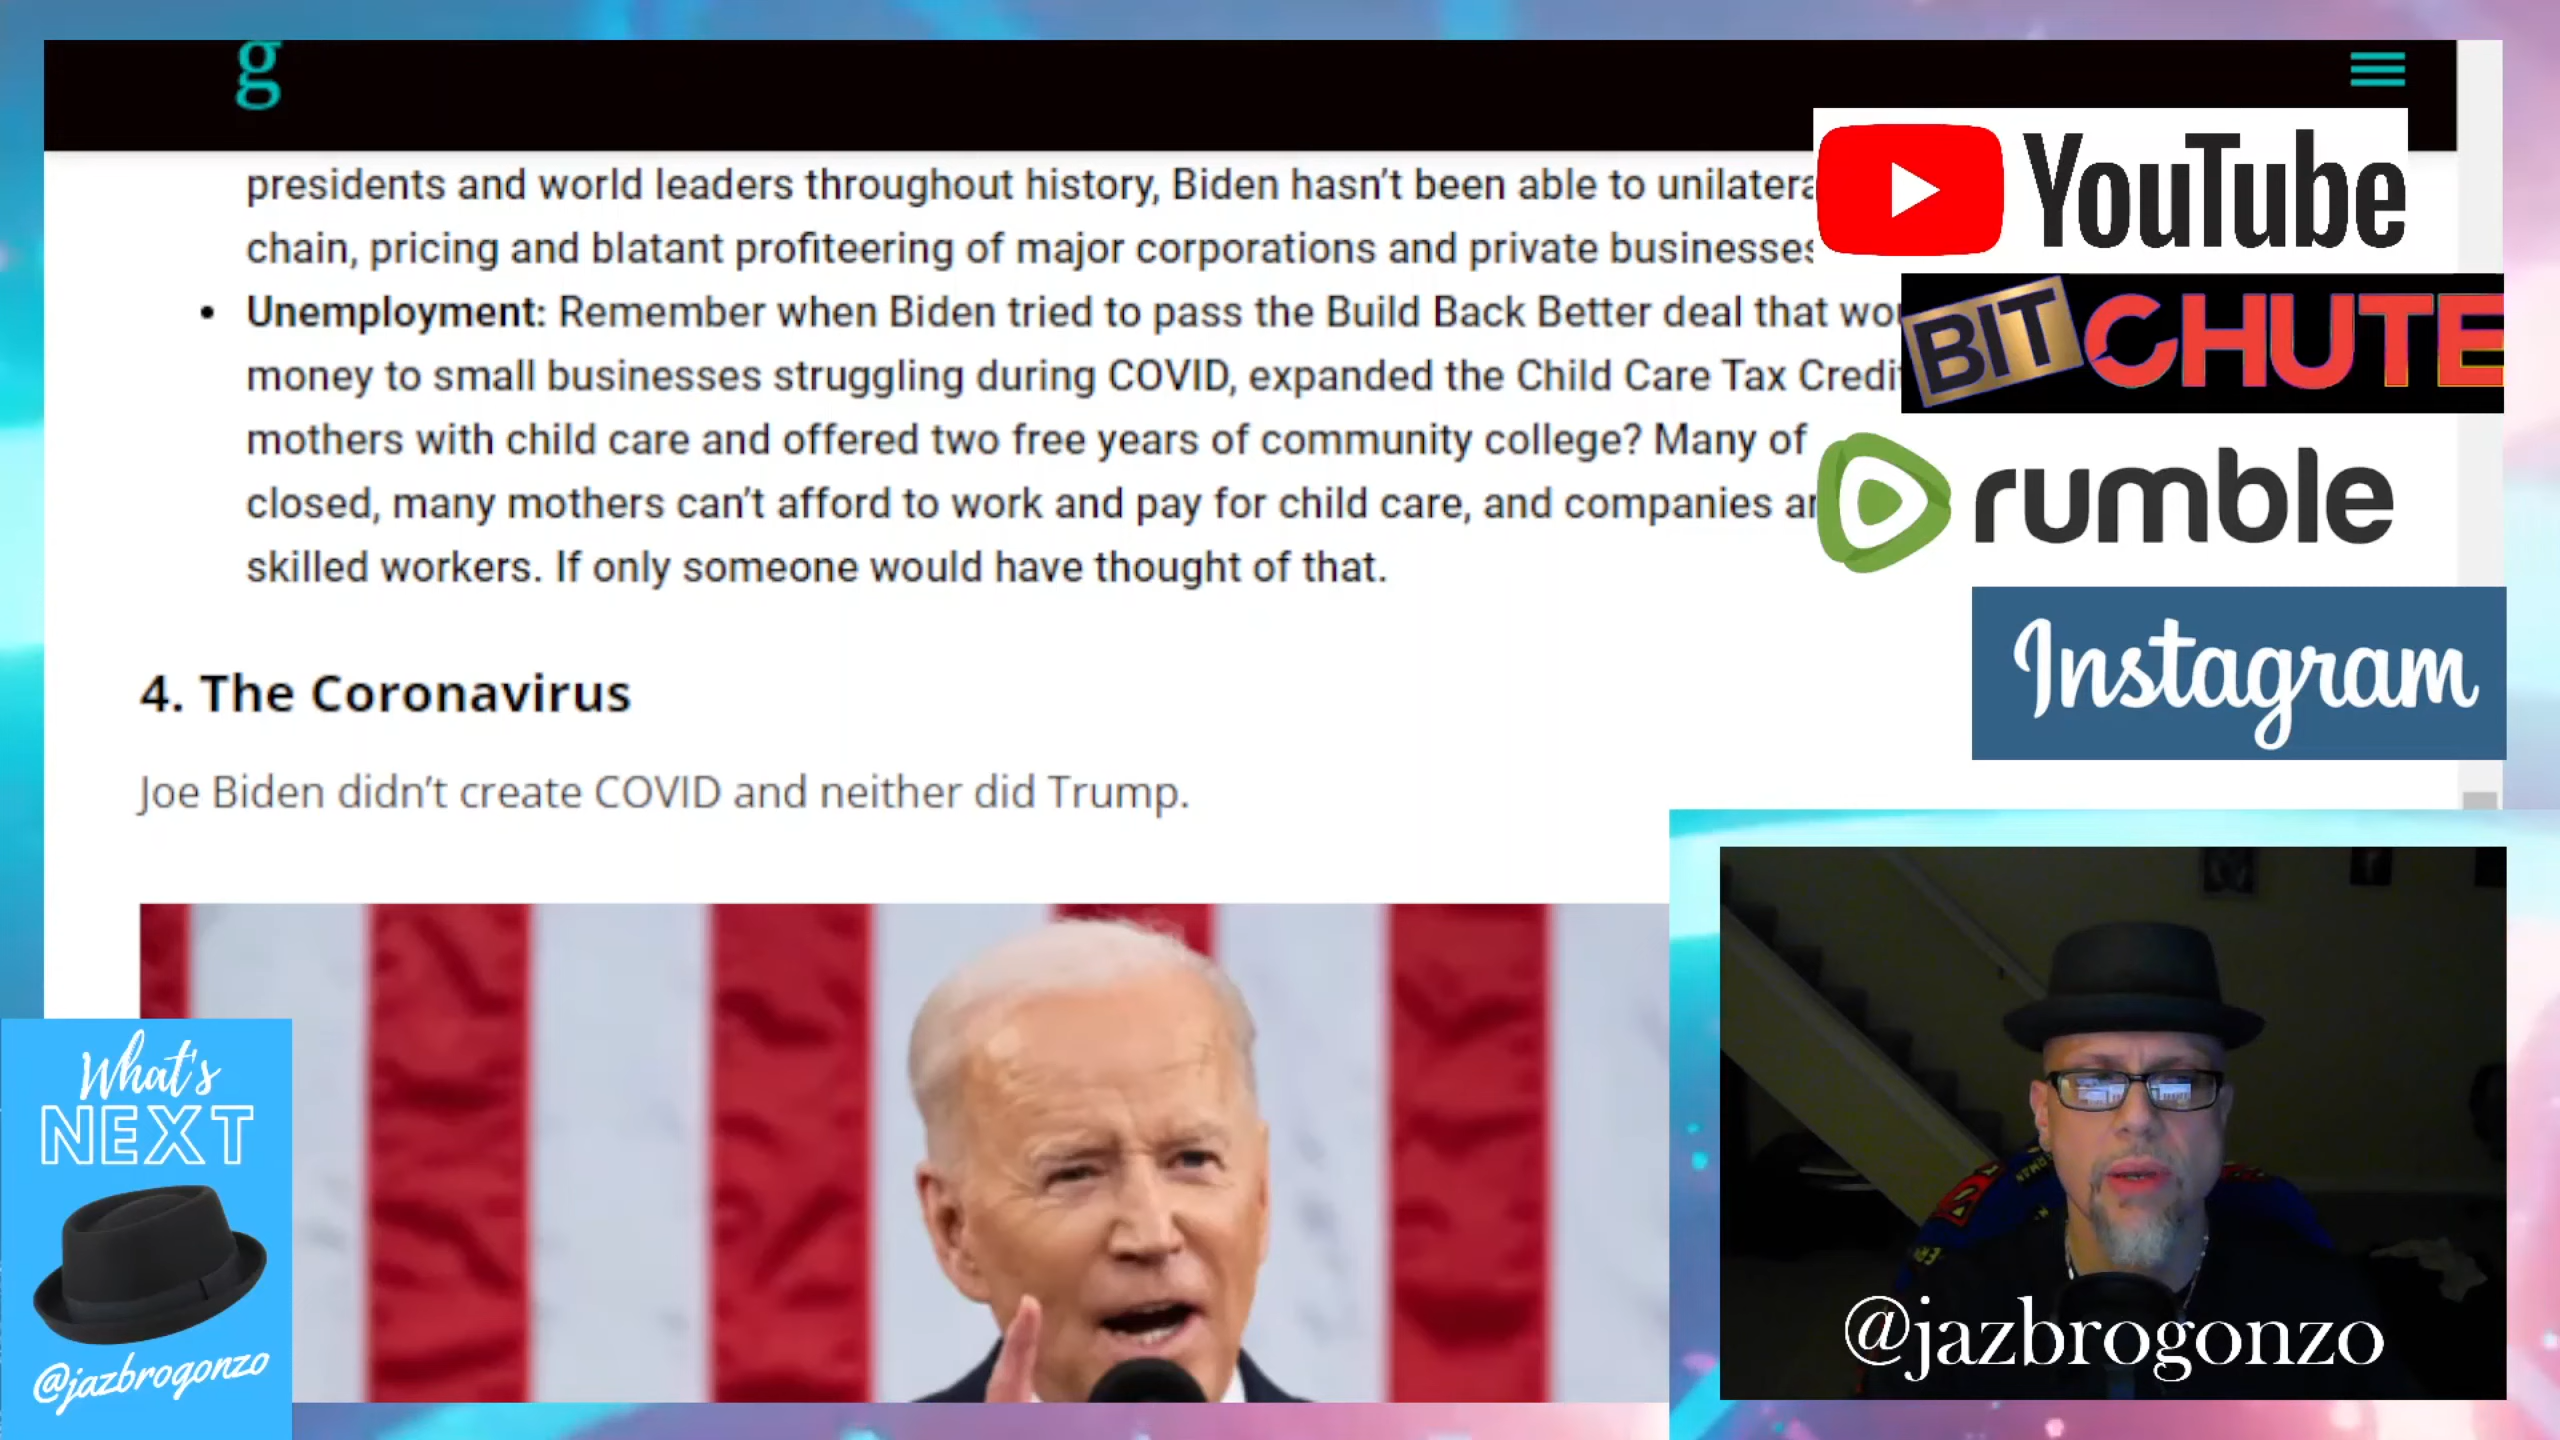 g
presidents and world leaders throughout history, Biden hasn't been able to
chain, pricing and blatant profiteering of major corporations and private businesses
• Unemployment: Remember when Biden tried to pass the Build Back Better deal that
money to small businesses struggling during COVID, expanded the Child Care Tax
mothers with child care and offered two free years of community college? Many of
closed, many mothers can't afford to work and pay for child care, and companies
skilled workers. If only someone would have thought of that.
4. The Coronavirus
Joe Biden didn't create COVID and neither did Trump.
YouTube
BITCHUTE
rumble
Instagram
What's
NEXT
@jazbrogonzo
@jazbrogonzo